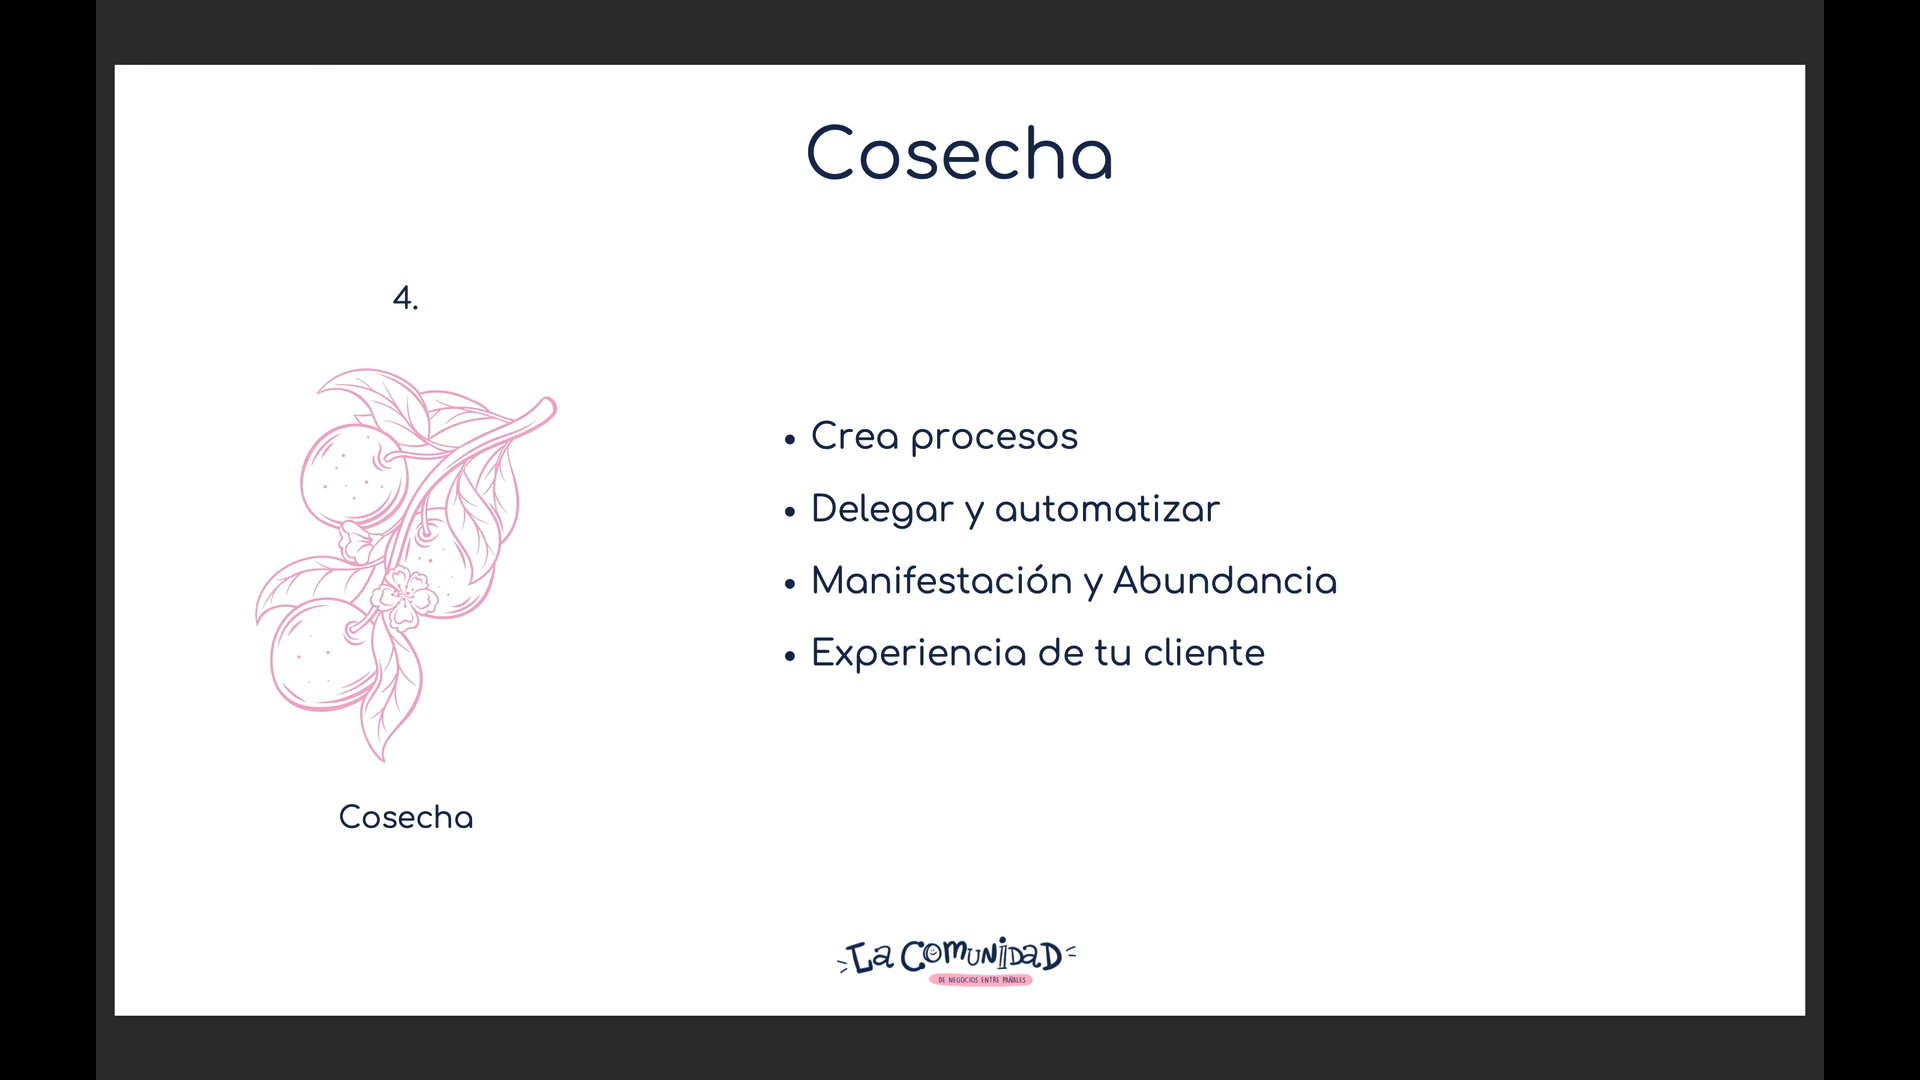 Cosecha
4.
• Crea procesos
• Delegar y automatizar
• Manifestación y Abundancia
• Experiencia de tu cliente
Cosecha
La Comunidad
DE NEGOCIOS ENTRE PAÑALES